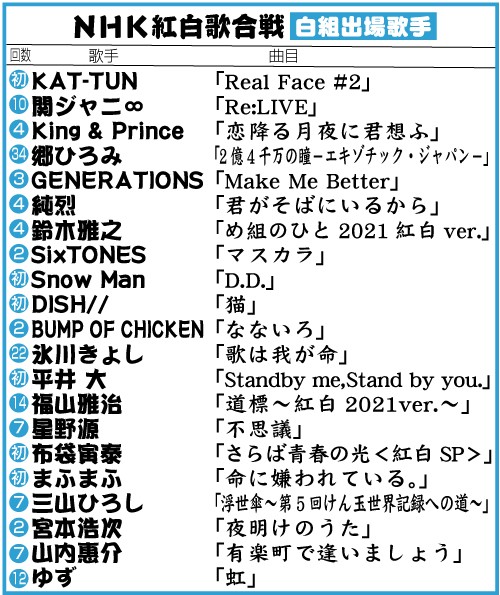 NHK紅白歌合戦 白組出場歌手
回数 歌手 曲目
初 KAT-TUN 「Real Face #2」
10 関ジャニ∞ 「Re:LIVE」
4 King & Prince 「恋降る月夜に君想ふ」
34 郷ひろみ 「2億4千万の瞳−エキゾチック・ジャパン−」
3 GENERATIONS 「Make Me Better」
4 純烈 「君がそばにいるから」
4 鈴木雅之 「め組のひと2021紅白ver.」
2 SixTONES 「マスカラ」
初 Snow Man 「D.D.」
初 DISH// 「猫」
2 BUMP OF CHICKEN 「なないろ」
22 氷川きよし 「歌は我が命」
初 平井 大 「Standby me,Stand by you.」
14 福山雅治 「道標〜紅白2021ver.〜」
7 星野源 「不思議」
初 布袋寅泰 「さらば青春の光<紅白SP>」
初 まふまふ 「命に嫌われている。」
7 三山ひろし 「浮世傘〜第5回けん玉世界記録への道〜」
2 宮本浩次 「夜明けのうた」
7 山内惠介 「有楽町で逢いましょう」
12 ゆず 「虹」